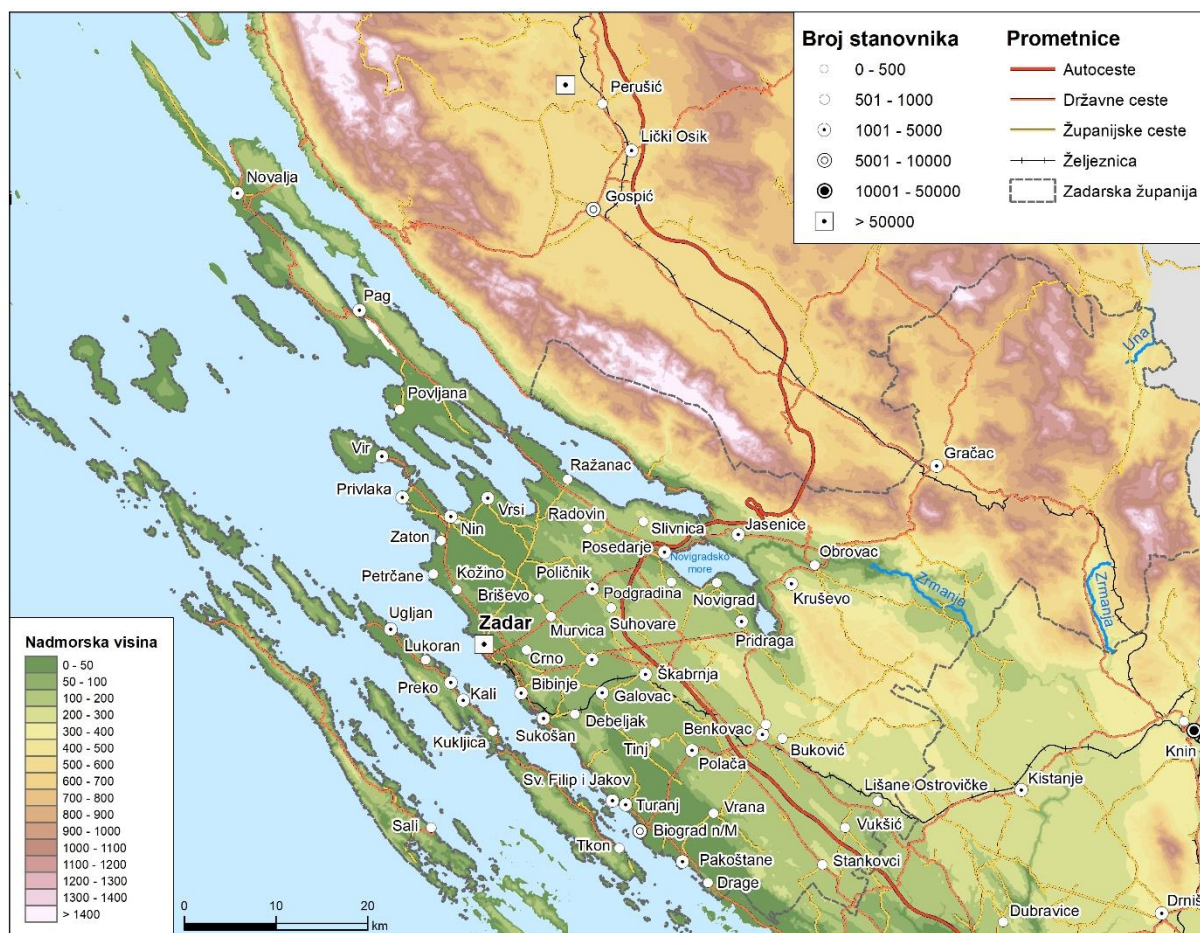 Broj stanovnika
0 - 500
501 - 1000
1001 - 5000
5001 - 10000
10001 - 50000
> 50000
Prometnice
Autoceste
Državne ceste
Županijske ceste
Željeznica
Zadarska županija
Perušić
Lički Osik
Novalja
Gospić
Pag
Una
Povljana
Vir
Gračac
Ražanac
Privlaka
Vrsi
Nin
Radovin
Slivnica
Jasenice
Zaton
Posedarje
Novigradsko
more
Obrovac
Petrčane
Kožino
Poličnik
Zrmanja
Zrmanja
Briševo
Podgradina
Novigrad
Kruševo
Ugljan
Zadar
Murvica
Suhovare
Pridraga
Lukoran
Crno
Škabrnja
Preko
Kali
Bibinje
Galovac
Debeljak
Benkovac
Buković
Kukljica
Sukošan
Tinj
Polača
Knin
Sv. Filip i Jakov
Lišane Ostrovičke
Kistanje
Turanj
Vrana
Sali
Biograd n/M
Vukšić
Tkon
Pakoštane
Stankovci
Drage
Dubravice
Drniš
Nadmorska visina
0 - 50
50 - 100
100 - 200
200 - 300
300 - 400
400 - 500
500 - 600
600 - 700
700 - 800
800 - 900
900 - 1000
1000 - 1100
1100 - 1200
1200 - 1300
1300 - 1400
> 1400
0 10 20
km